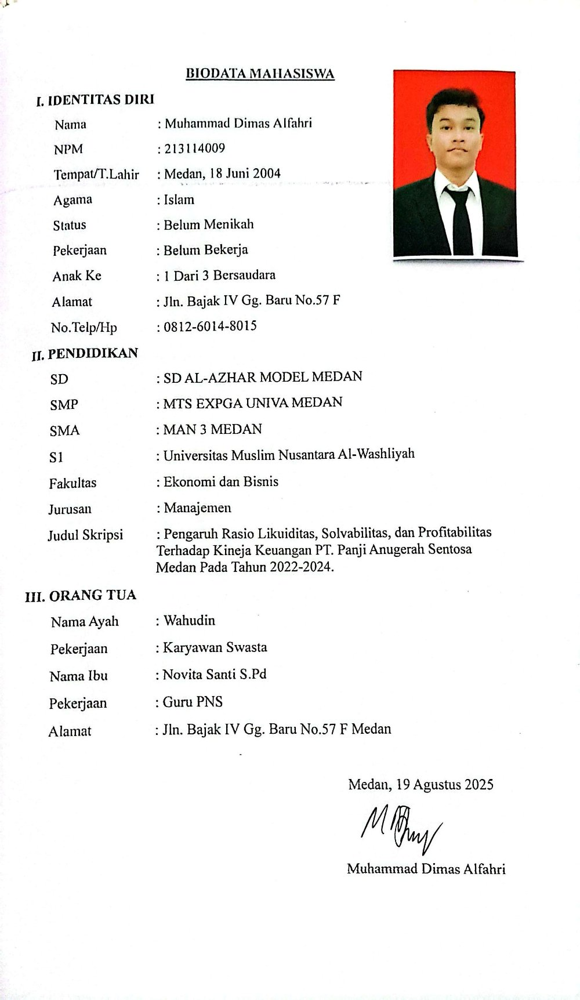 BIODATA MAHASISWA
I. IDENTITAS DIRI
Nama : Muhammad Dimas Alfahri
NPM : 213114009
Tempat/T.Lahir : Medan, 18 Juni 2004
Agama : Islam
Status : Belum Menikah
Pekerjaan : Belum Bekerja
Anak Ke : 1 Dari 3 Bersaudara
Alamat : Jln. Bajak IV Gg. Baru No.57 F
No.Telp/Hp : 0812-6014-8015
II. PENDIDIKAN
SD : SD AL-AZHAR MODEL MEDAN
SMP : MTS EXPGA UNIVA MEDAN
SMA : MAN 3 MEDAN
S1 : Universitas Muslim Nusantara Al-Washliyah
Fakultas : Ekonomi dan Bisnis
Jurusan : Manajemen
Judul Skripsi : Pengaruh Rasio Likuiditas, Solvabilitas, dan Profitabilitas
Terhadap Kineja Keuangan PT. Panji Anugerah Sentosa
Medan Pada Tahun 2022-2024.
III. ORANG TUA
Nama Ayah : Wahudin
Pekerjaan : Karyawan Swasta
Nama Ibu : Novita Santi S.Pd
Pekerjaan : Guru PNS
Alamat : Jln. Bajak IV Gg. Baru No.57 F Medan
Medan, 19 Agustus 2025
Muhammad Dimas Alfahri